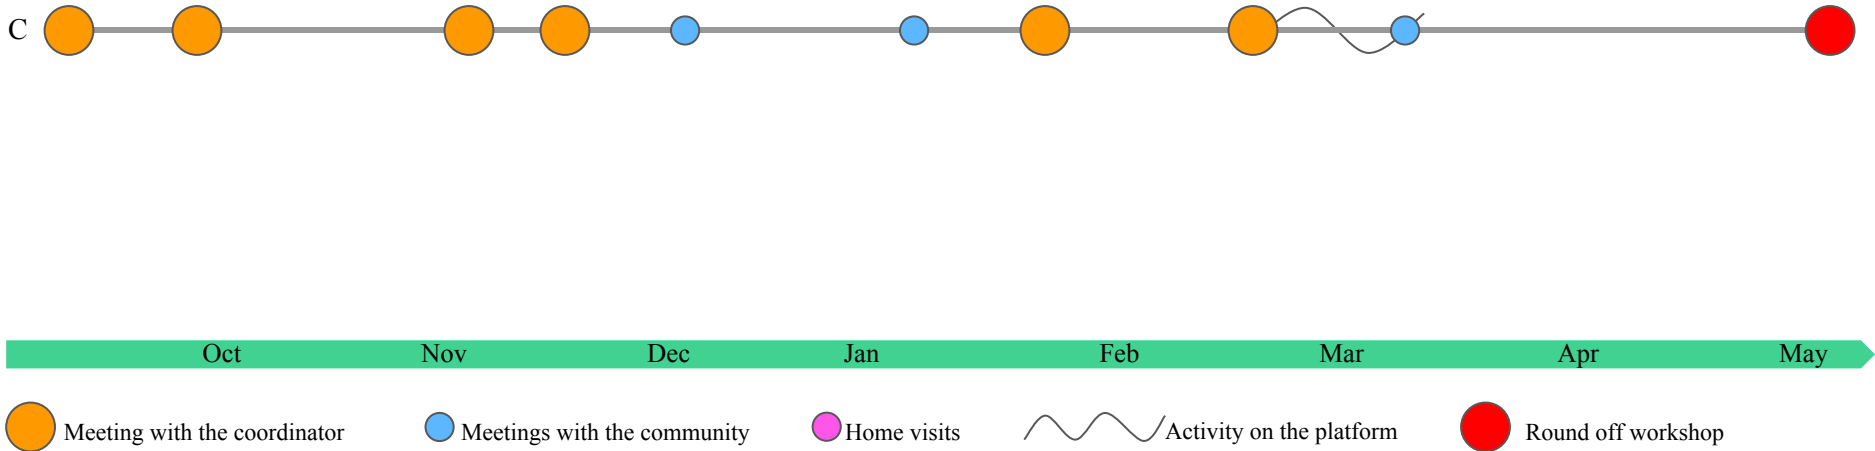 C
Oct Nov Dec Jan Feb Mar Apr May
Meeting with the coordinator Meetings with the community Home visits Activity on the platform Round off workshop